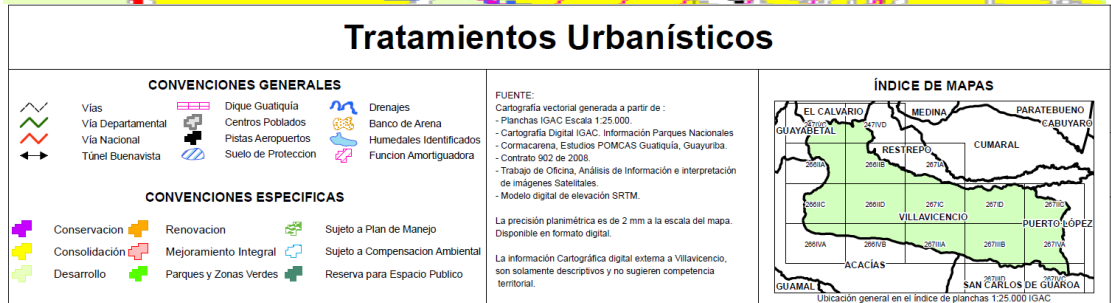 Tratamientos Urbanísticos
CONVENCIONES GENERALES
Vías
Vía Departamental
Vía Nacional
Túnel Buenavista
Dique Guatiquía
Centros Poblados
Pistas Aeropuertos
Suelo de Proteccion
Drenajes
Banco de Arena
Humedales Identificados
Funcion Amortiguadora
CONVENCIONES ESPECIFICAS
Conservacion
Consolidación
Desarrollo
Renovacion
Mejoramiento Integral
Parques y Zonas Verdes
Sujeto a Plan de Manejo
Sujeto a Compensacion Ambiental
Reserva para Espacio Publico
FUENTE:
Cartografía vectorial generada a partir de :
- Planchas IGAC Escala 1:25.000.
- Cartografía Digital IGAC. Información Parques Nacionales
- Cormacarena, Estudios POMCAS Guatiquía, Guayuriba.
- Contrato 902 de 2008.
- Trabajo de Oficina, Análisis de Información e interpretación
de imágenes Satelitales.
- Modelo digital de elevación SRTM.
La precisión planimétrica es de 2 mm a la escala del mapa.
Disponible en formato digital.
La información Cartográfica digital externa a Villavicencio,
son solamente descriptivos y no sugieren competencia
territorial.
ÍNDICE DE MAPAS
EL CALVARIO
MEDINA
PARATEBUENO
CABUYARO
GUAYABETAL
247IVD
RESTREPO
CUMARAL
266IIA
266IIB
267IA
266IIC
266IID
267IC
267ID
267IIC
VILLAVICENCIO
PUERTO LÓPEZ
266IVA
266IVB
267IIIA
267IIIB
267IVA
ACACÍAS
GUAMAL
267IIID
267IVC
SAN CARLOS DE GUAROA
Ubicación general en el índice de planchas 1:25.000 IGAC